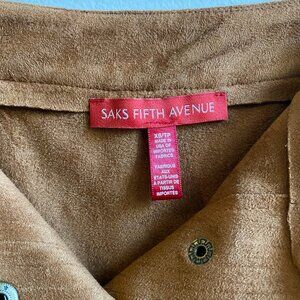 SAKS FIFTH AVENUE
XS/TP
MADE IN
USA OF
IMPORTED
FABRICS
FABRIQUE
AUX
ETATS-UNIS
A PARTIR DE
TISSUS
IMPORTES